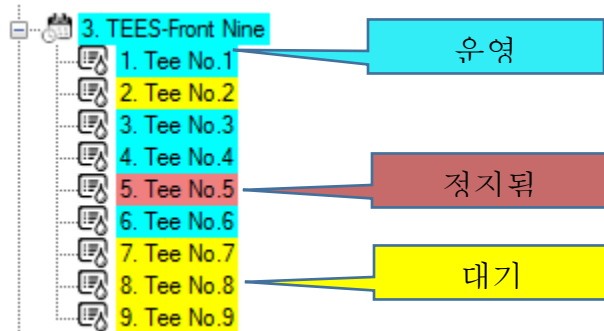 3. TEES-Front Nine
1. Tee No.1
2. Tee No.2
3. Tee No.3
4. Tee No.4
5. Tee No.5
6. Tee No.6
7. Tee No.7
8. Tee No.8
9. Tee No.9
운영
정지됨
대기